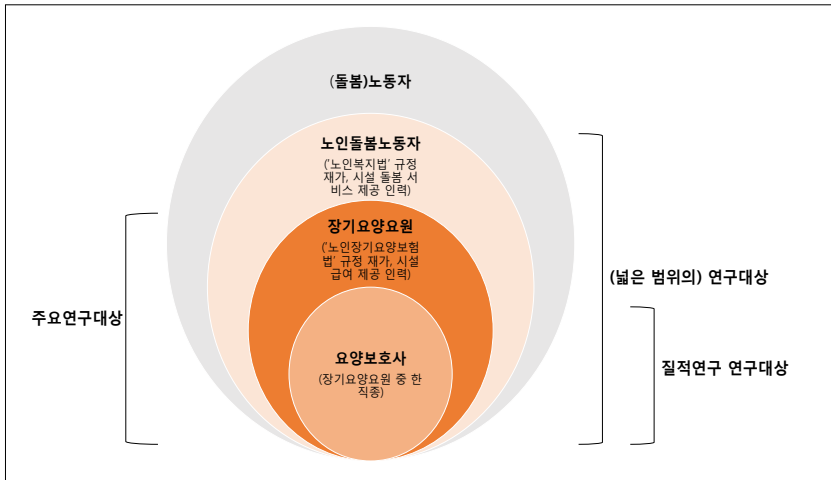 (돌봄)노동자
노인돌봄노동자
('노인복지법' 규정
재가, 시설 돌봄 서
비스 제공 인력)
장기요양요원
('노인장기요양보험
법' 규정 재가, 시설
급여 제공 인력)
요양보호사
(장기요양요원 중 한
직종)
주요연구대상
(넓은 범위의) 연구대상
질적연구 연구대상